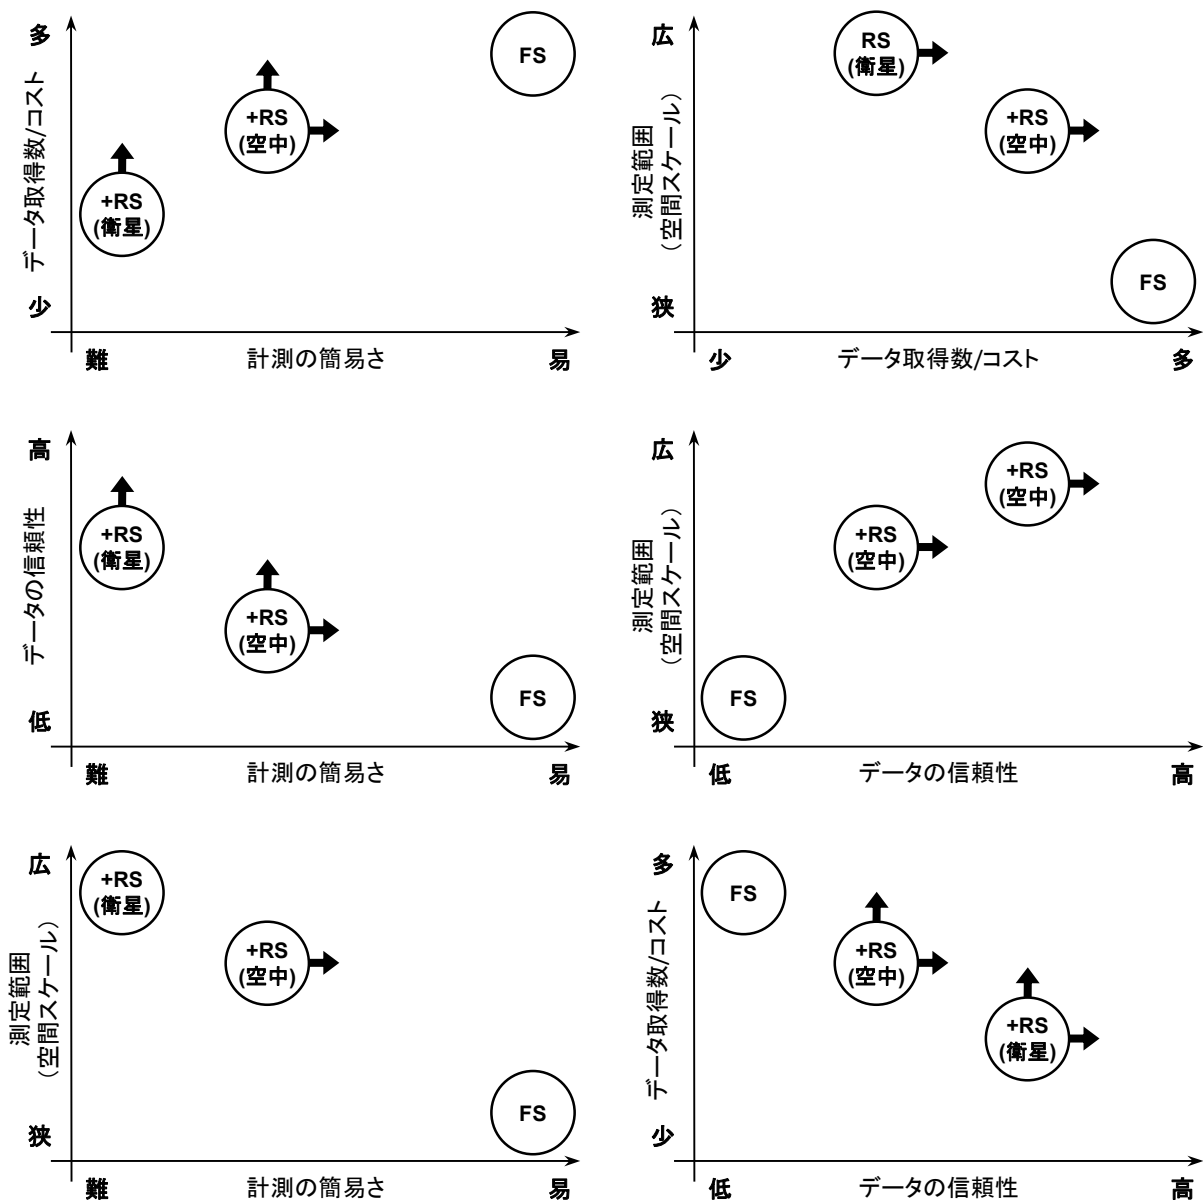 多
データ取得数/コスト
少
+RS
(衛星)
+RS
(空中)
FS
難
計測の簡易さ
易
広
測定範囲
(空間スケール)
狭
RS
(衛星)
+RS
(空中)
FS
少
データ取得数/コスト
多
高
データの信頼性
低
+RS
(衛星)
+RS
(空中)
FS
難
計測の簡易さ
易
広
測定範囲
(空間スケール)
狭
+RS
(空中)
+RS
(空中)
FS
低
データの信頼性
高
広
測定範囲
(空間スケール)
狭
+RS
(衛星)
+RS
(空中)
FS
難
計測の簡易さ
易
多
データ取得数/コスト
少
FS
+RS
(空中)
+RS
(衛星)
低
データの信頼性
高